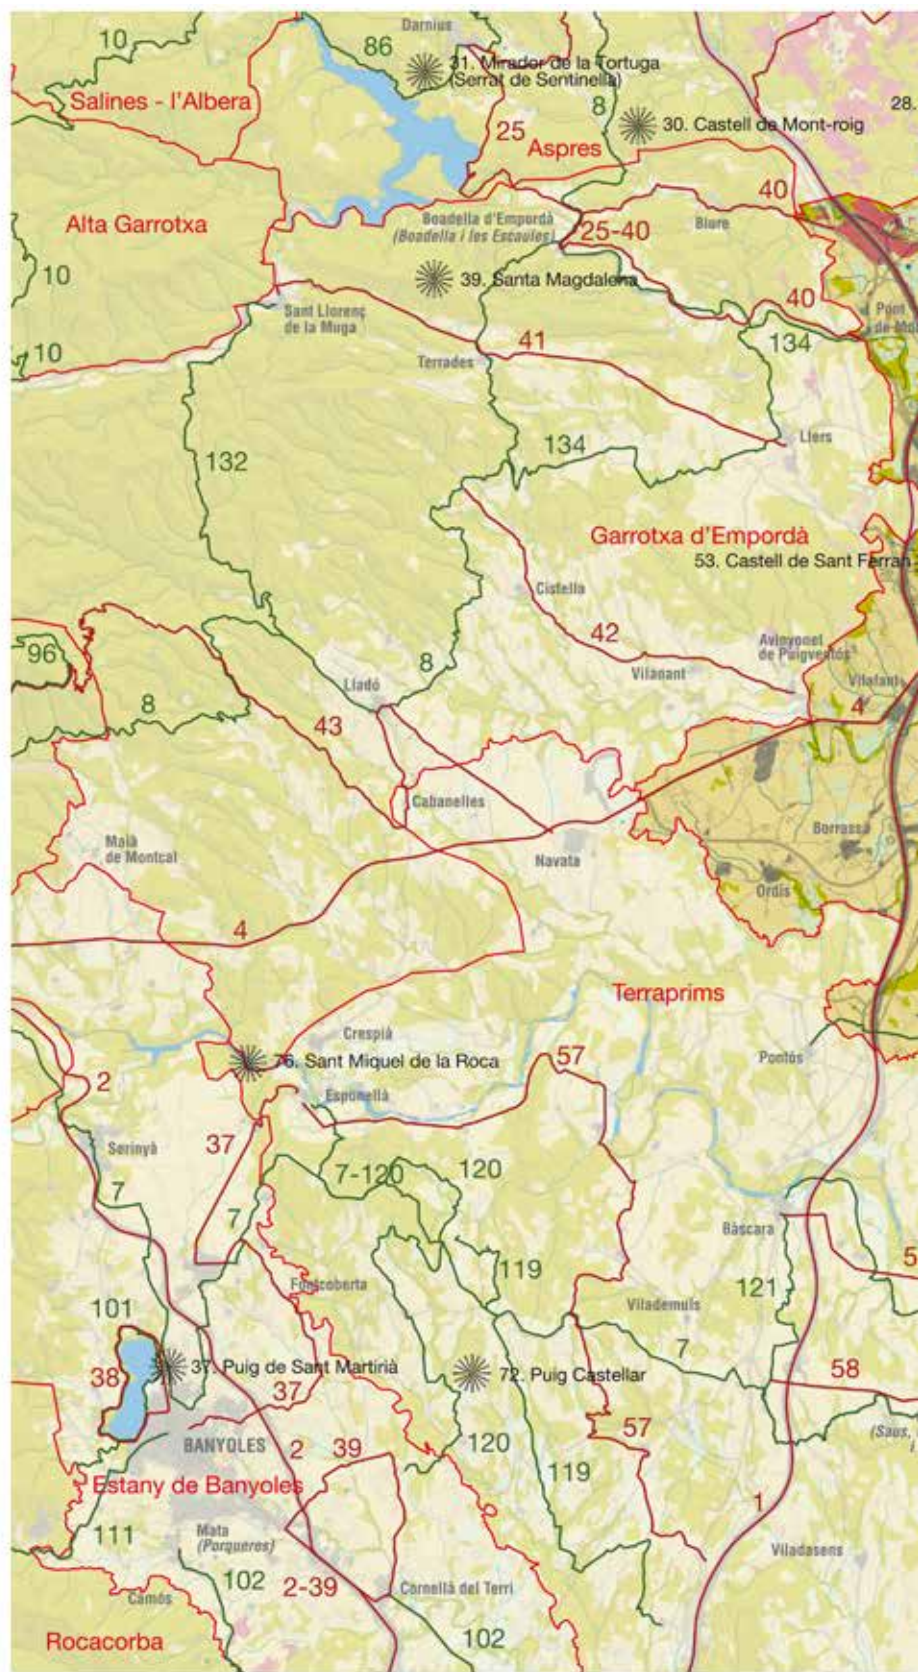 Darnius
10
86
31. Mirador de la Tortuga
(Serrat de Sentinella)
Salines - l'Albera
8
28.
25
30. Castell de Mont-roig
Aspres
40
Alta Garrotxa
Boadella d'Empordà
(Boadella i les Escaules)
25-40
Biure
10
39. Santa Magdalena
40
Sant Llorenç
de la Muga
Pont
de Mol
10
41
134
Terrades
Llers
132
134
Garrotxa d'Empordà
53. Castell de Sant Ferran
Cistella
42
Avinyonet
de Puigventós
96
8
Vilanant
Vilafant
Lladó
8
43
4
Cabanelles
Borrassà
Maià
de Montcal
Navata
Ordis
4
Terraprims
Crespià
57
Pontós
76. Sant Miquel de la Roca
2
Esponellà
37
Serinyà
120
7-120
7
7
Bàscara
119
5
Fontcoberta
121
Vilademuls
101
7
38
37. Puig de Sant Martirià
72. Puig Castellar
58
37
57
(Saus,
120
BANYOLES
2
39
119
Estany de Banyoles
1
111
Mata
(Porqueres)
Viladasens
102
2-39
Cornellà del Terri
Camós
Rocacorba
102